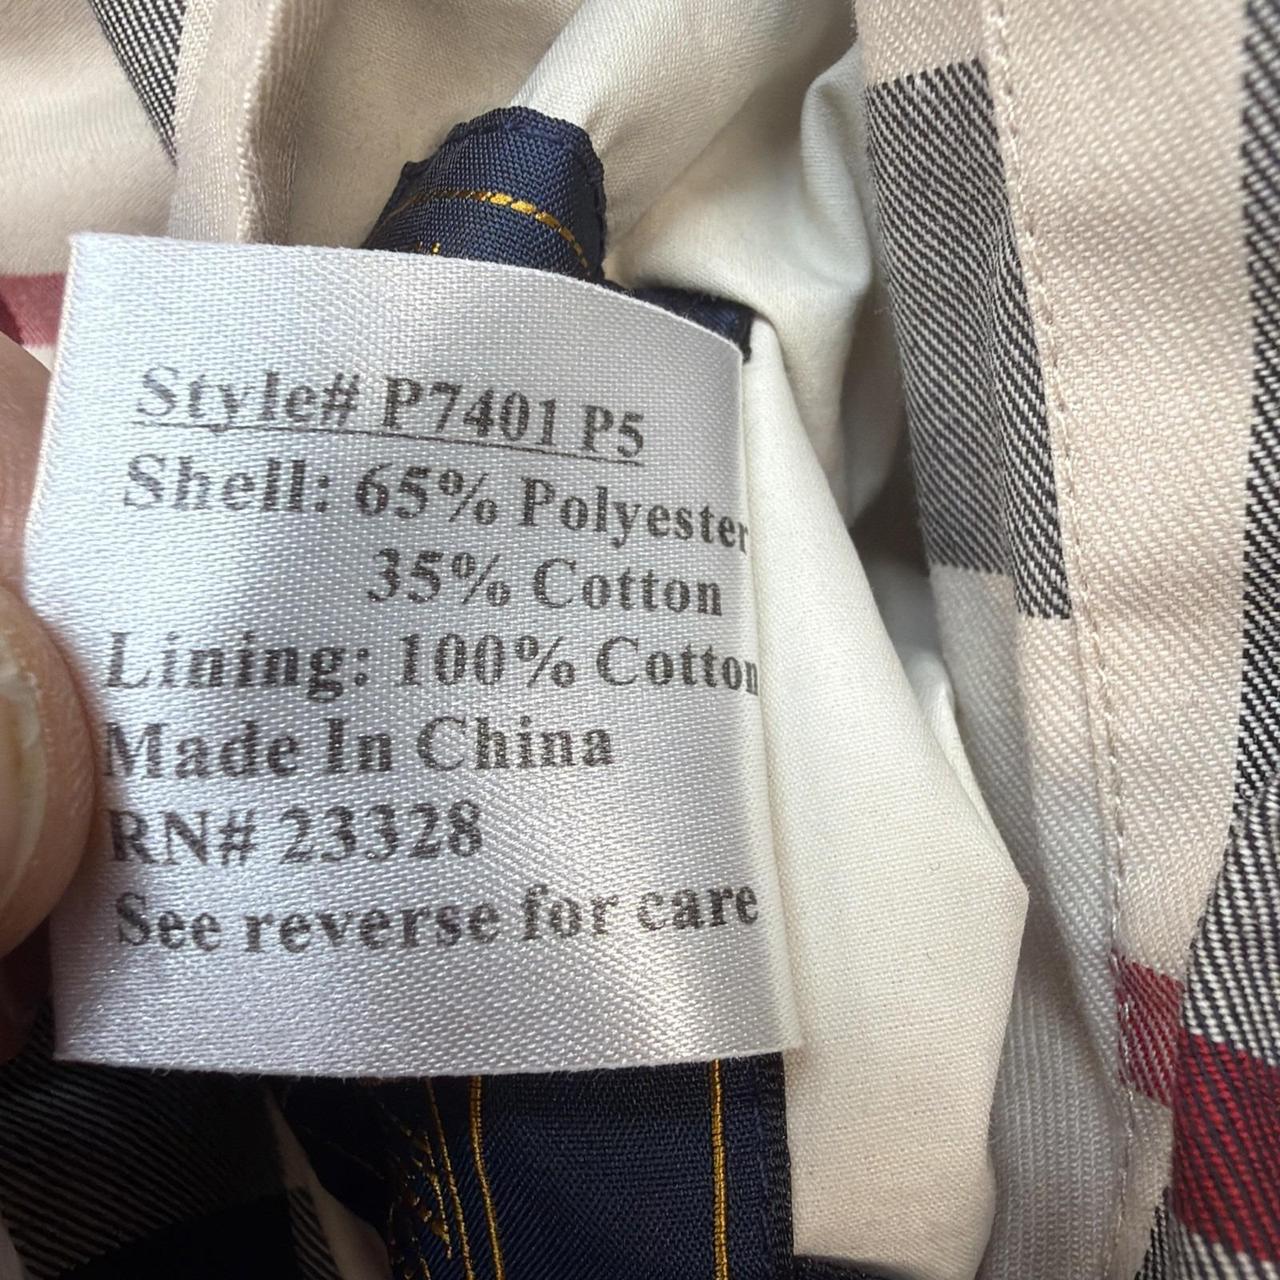 Style# P7401 P5
Shell: 65% Polyester
35% Cotton
Lining: 100% Cotton
Made In China
RN# 23328
See reverse for care